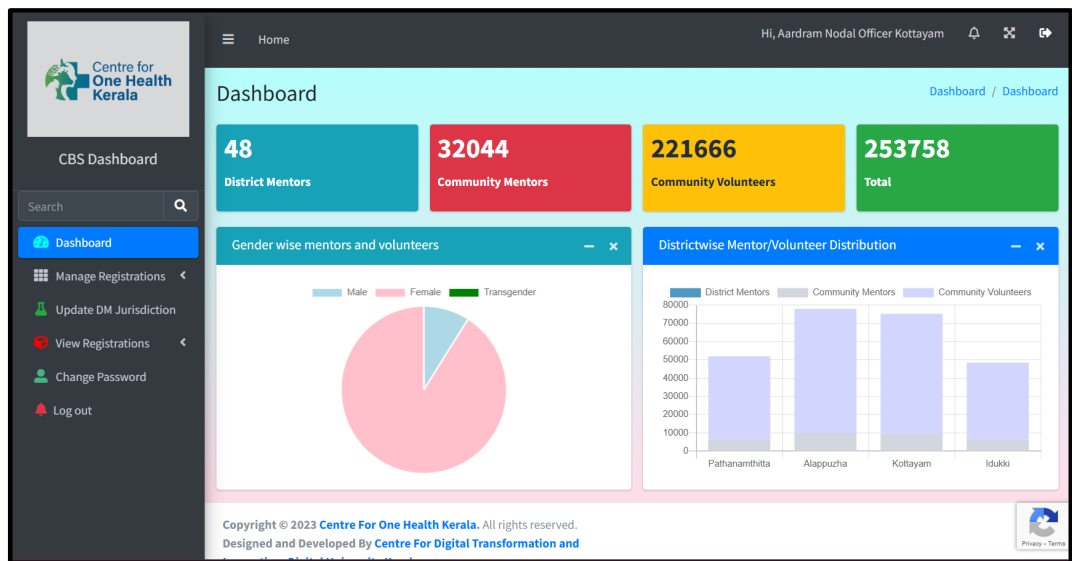 Centre for
One Health
Kerala
CBS Dashboard
Search
Dashboard
Manage Registrations
Update DM Jurisdiction
View Registrations
Change Password
Log out
Home
Hi, Aardram Nodal Officer Kottayam
Dashboard
Dashboard / Dashboard
48
District Mentors
32044
Community Mentors
221666
Community Volunteers
253758
Total
Gender wise mentors and volunteers
Male Female Transgender
Districtwise Mentor/Volunteer Distribution
District Mentors Community Mentors Community Volunteers
80000
70000
60000
50000
40000
30000
20000
10000
0
Pathanamthitta Alappuzha Kottayam Idukki
Copyright © 2023 Centre For One Health Kerala. All rights reserved.
Designed and Developed By Centre For Digital Transformation and
Privacy - Terms